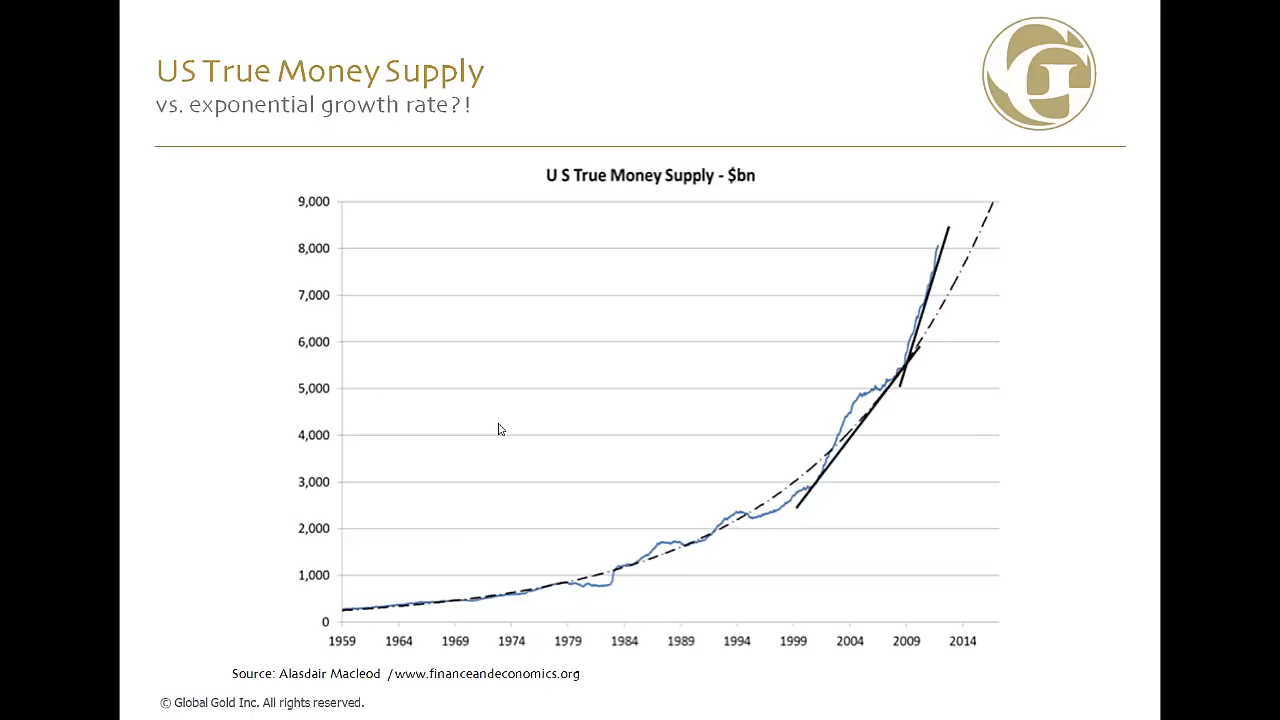 US True Money Supply
vs. exponential growth rate?!
U S True Money Supply - $bn
9,000
8,000
7,000
6,000
5,000
4,000
3,000
2,000
1,000
0
1959 1964 1969 1974 1979 1984 1989 1994 1999 2004 2009 2014
Source: Alasdair Macleod / www.financeandeconomics.org
© Global Gold Inc. All rights reserved.